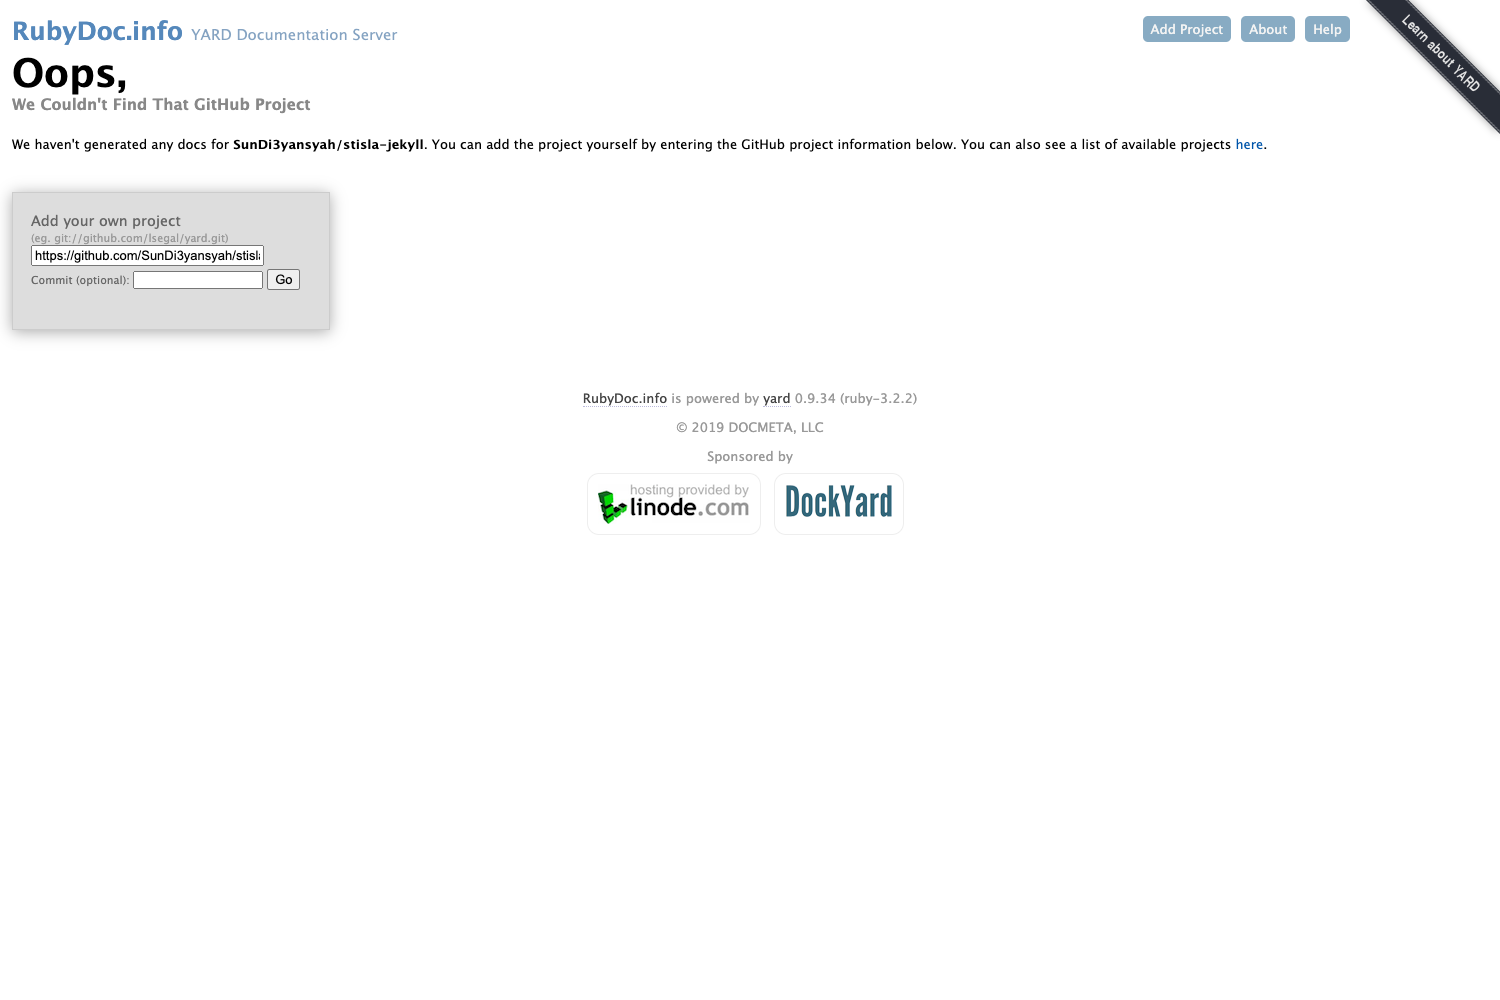 RubyDoc.info YARD Documentation Server
Add Project About Help
Learn about YARD
Oops,
We Couldn't Find That GitHub Project
We haven't generated any docs for SunDi3yansyah/stisla-jekyll. You can add the project yourself by entering the GitHub project information below. You can also see a list of available projects here.
Add your own project
(eg. git://github.com/lsegal/yard.git)
https://github.com/SunDi3yansyah/stisl
Commit (optional): Go
RubyDoc.info is powered by yard 0.9.34 (ruby-3.2.2)
© 2019 DOCMETA, LLC
Sponsored by
hosting provided by
linode.com
DockYard